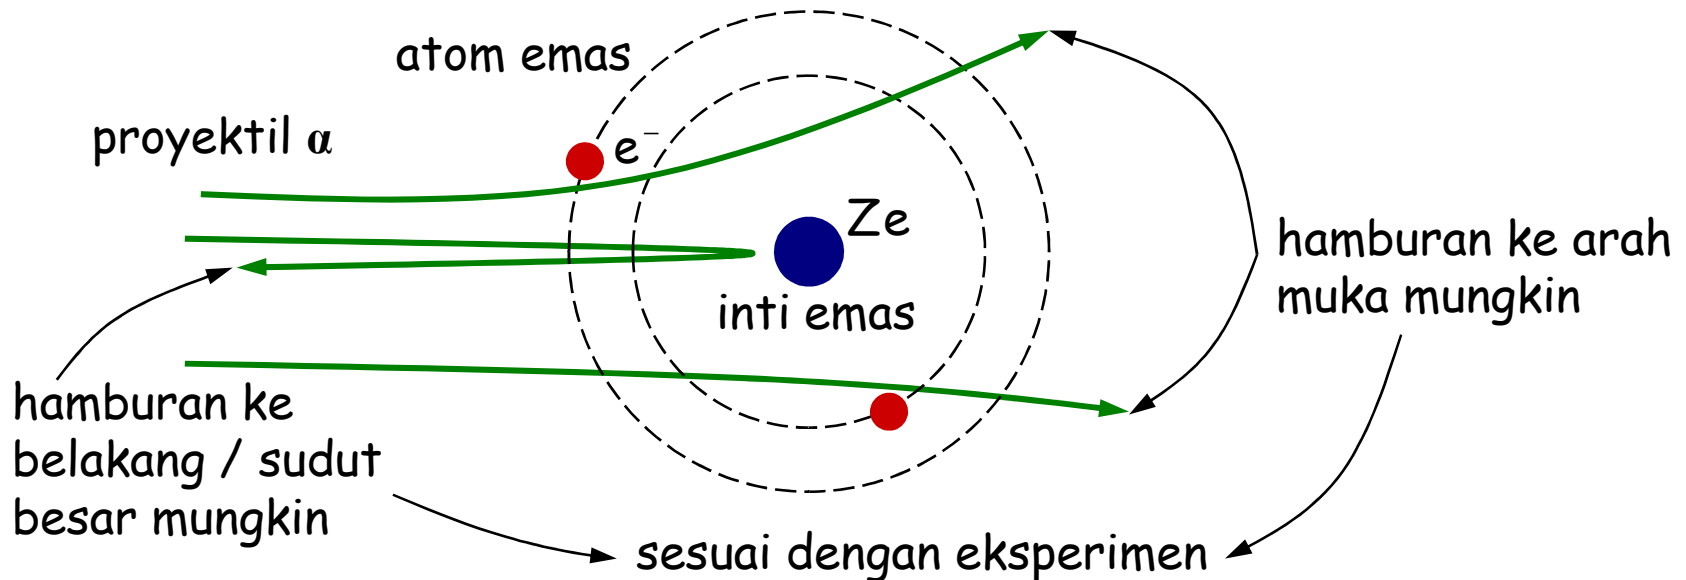 atom emas
proyektil α
e⁻
Ze
inti emas
hamburan ke arah
muka mungkin
hamburan ke
belakang / sudut
besar mungkin
sesuai dengan eksperimen